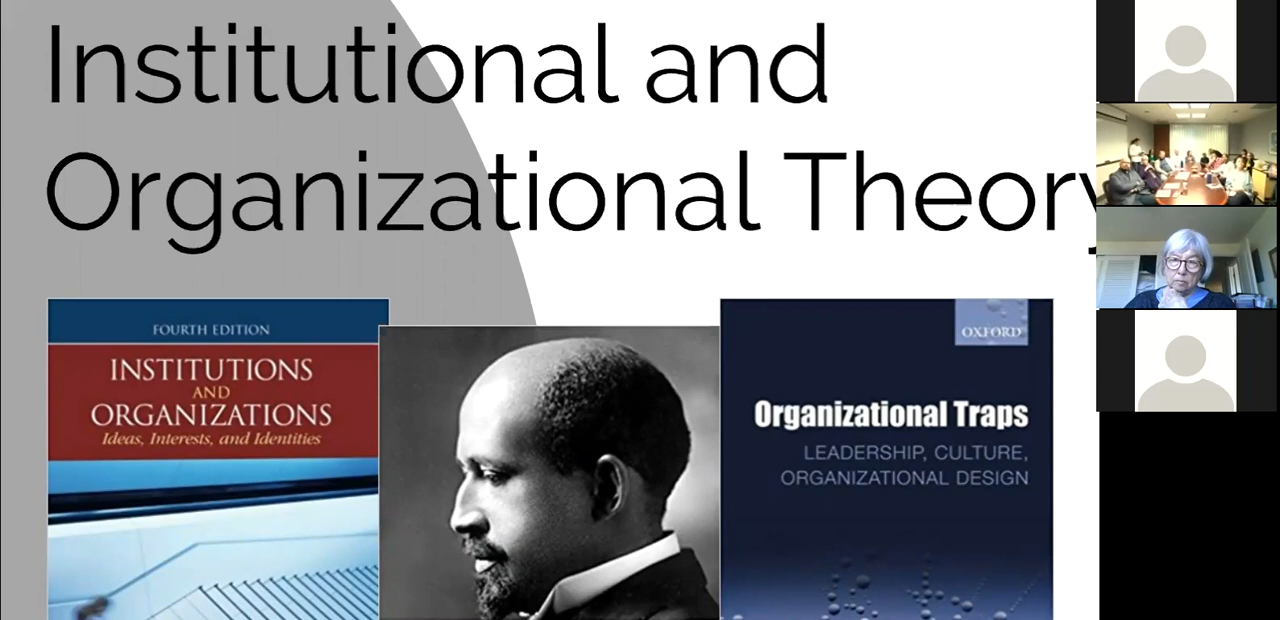 Institutional and
Organizational Theory
FOURTH EDITION
INSTITUTIONS
AND
ORGANIZATIONS
Ideas, Interests, and Identities
OXFORD
Organizational Traps
LEADERSHIP, CULTURE,
ORGANIZATIONAL DESIGN